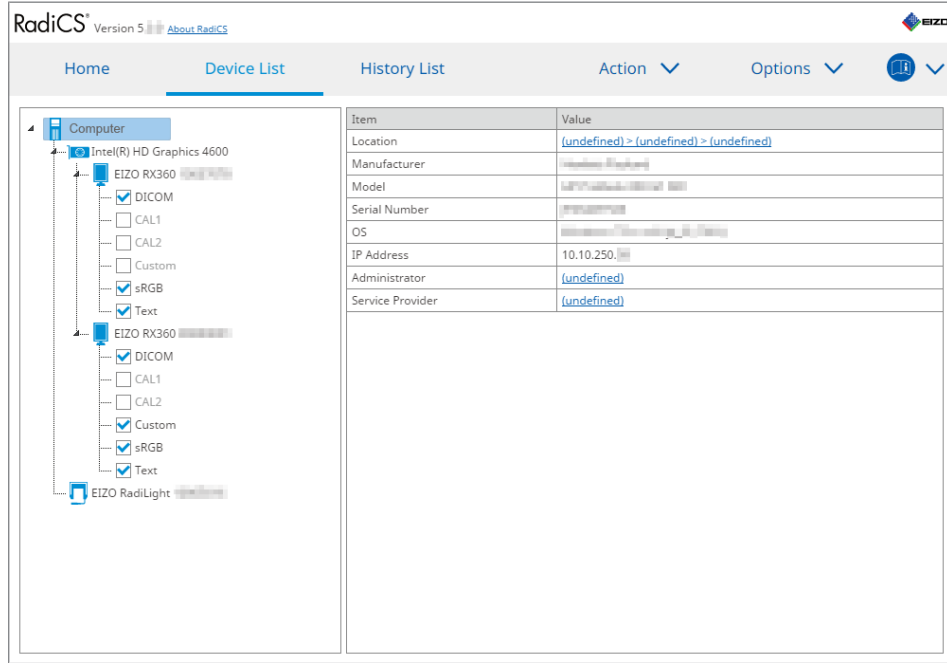 RadiCS® Version 5. About RadiCS
EIZO
Home Device List History List Action Options
Computer
Intel(R) HD Graphics 4600
EIZO RX360
DICOM
CAL1
CAL2
Custom
sRGB
Text
EIZO RX360
DICOM
CAL1
CAL2
Custom
sRGB
Text
EIZO RadiLight
Item Value
Location (undefined) > (undefined) > (undefined)
Manufacturer
Model
Serial Number
OS
IP Address 10.10.250.
Administrator (undefined)
Service Provider (undefined)